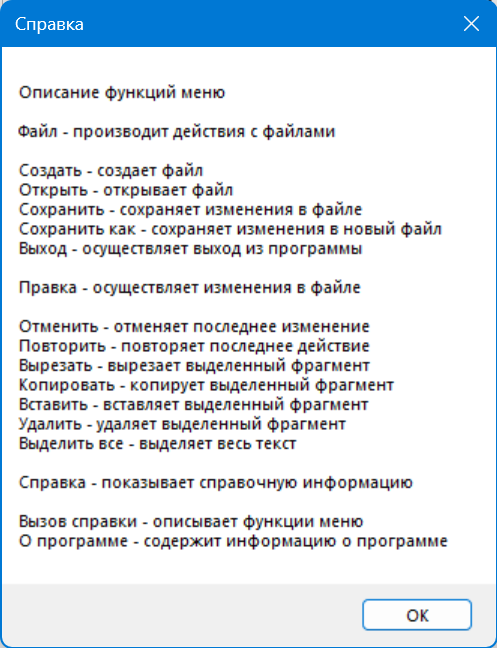 Справка
Описание функций меню
Файл - производит действия с файлами
Создать - создает файл
Открыть - открывает файл
Сохранить - сохраняет изменения в файле
Сохранить как - сохраняет изменения в новый файл
Выход - осуществляет выход из программы
Правка - осуществляет изменения в файле
Отменить - отменяет последнее изменение
Повторить - повторяет последнее действие
Вырезать - вырезает выделенный фрагмент
Копировать - копирует выделенный фрагмент
Вставить - вставляет выделенный фрагмент
Удалить - удаляет выделенный фрагмент
Выделить все - выделяет весь текст
Справка - показывает справочную информацию
Вызов справки - описывает функции меню
О программе - содержит информацию о программе
ОК